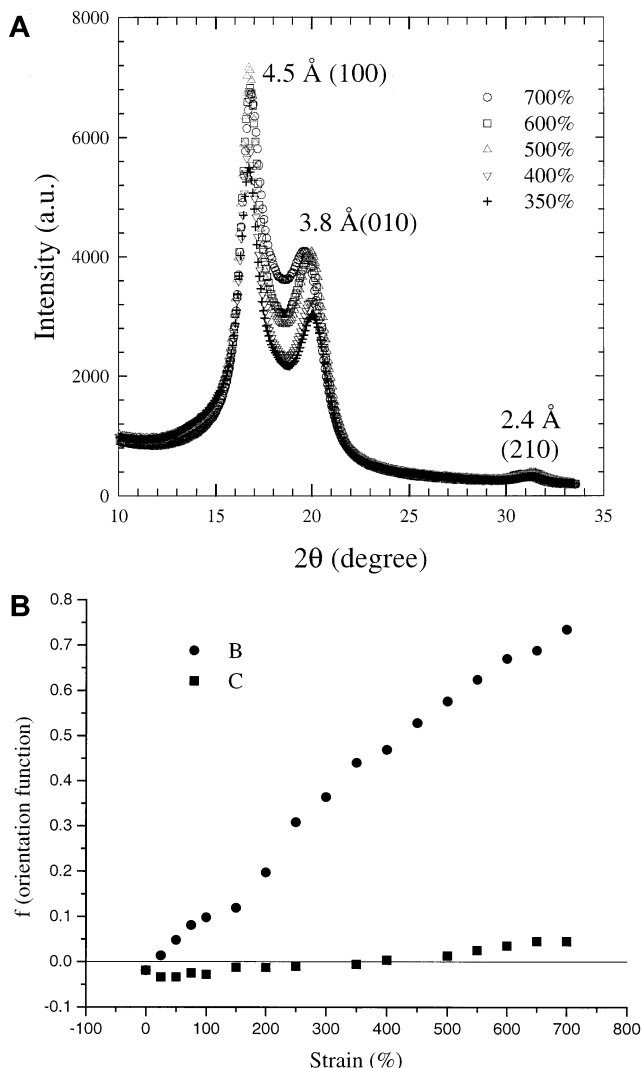 A
8000
6000
4000
2000
0
Intensity (a.u.)
4.5 Å (100)
3.8 Å(010)
2.4 Å
(210)
700%
600%
500%
400%
350%
10 15 20 25 30 35
2θ (degree)
B
0.8
0.7
0.6
0.5
0.4
0.3
0.2
0.1
0.0
-0.1
f (orientation function)
B
C
-100 0 100 200 300 400 500 600 700 800
Strain (%)